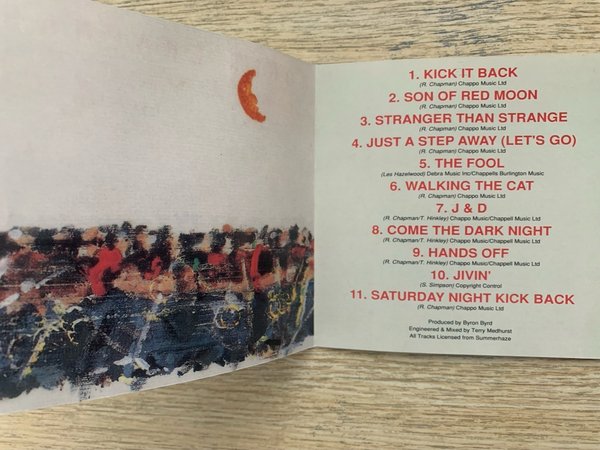 1. KICK IT BACK
(R. Chapman) Chappo Music Ltd
2. SON OF RED MOON
(R. Chapman) Chappo Music Ltd
3. STRANGER THAN STRANGE
(R. Chapman) Chappo Music Ltd
4. JUST A STEP AWAY (LET'S GO)
(R. Chapman) Chappo Music Ltd
5. THE FOOL
(Les Hazelwood) Debra Music Inc/Chappells Burlington Music
6. WALKING THE CAT
(R. Chapman) Chappo Music Ltd
7. J & D
(R. Chapman/T. Hinkley) Chappo Music/Chappell Music Ltd
8. COME THE DARK NIGHT
(R. Chapman/T. Hinkley) Chappo Music/Chappell Music Ltd
9. HANDS OFF
(R. Chapman/T. Hinkley) Chappo Music/Chappell Music Ltd
10. JIVIN'
(S. Simpson) Copyright Control
11. SATURDAY NIGHT KICK BACK
(R. Chapman) Chappo Music Ltd
Produced by Byron Byrd
Engineered & Mixed by Terry Medhurst
All Tracks Licensed from Summerhaze